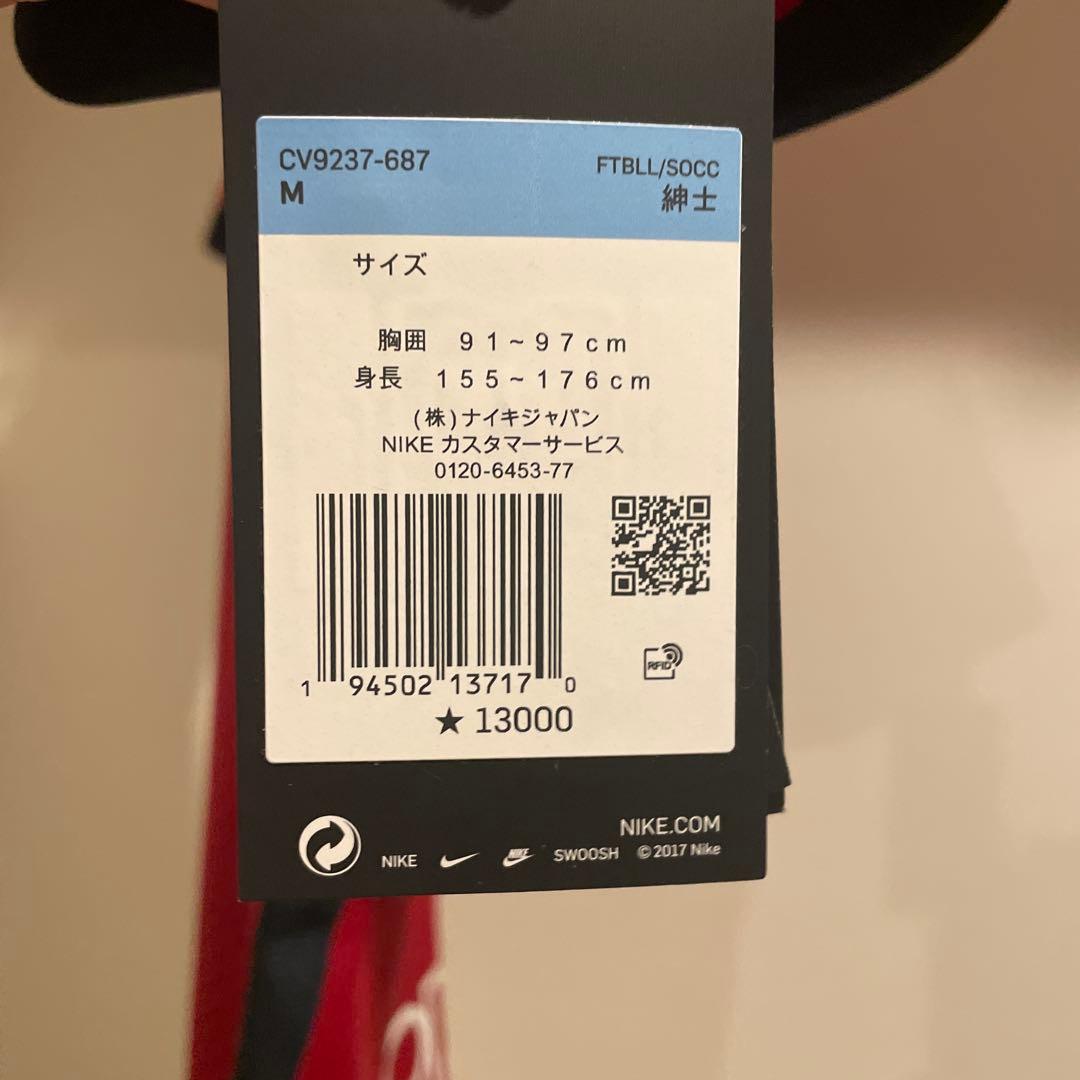 CV9237-687
M
FTBLL/SOCC
紳士
サイズ
胸囲 91~97cm
身長 155~176cm
(株)ナイキジャパン
NIKE カスタマーサービス
0120-6453-77
1 94502 13717 0
RFID
★ 13000
NIKE.COM
NIKE NIKE SWOOSH © 2017 Nike